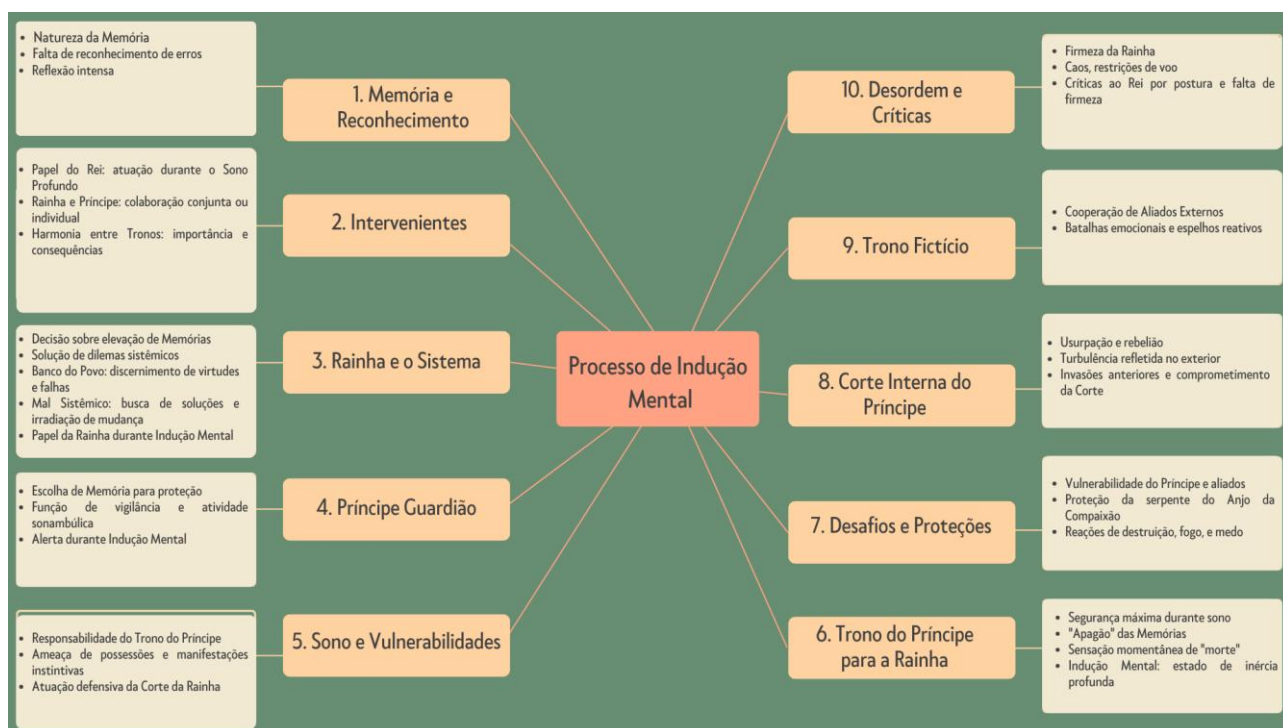 • Natureza da Memória
• Falta de reconhecimento de erros
• Reflexão intensa
1. Memória e
Reconhecimento
• Papel do Rei: atuação durante o Sono
Profundo
• Rainha e Príncipe: colaboração conjunta ou
individual
• Harmonia entre Tronos: importância e
consequências
2. Intervenientes
• Decisão sobre elevação de Memórias
• Solução de dilemas sistêmicos
• Banco do Povo: discernimento de virtudes
e falhas
• Mal Sistêmico: busca de soluções e
irradiação de mudança
• Papel da Rainha durante Indução Mental
3. Rainha e o Sistema
• Escolha de Memória para proteção
• Função de vigilância e atividade
sonambúlica
• Alerta durante Indução Mental
4. Príncipe Guardião
• Responsabilidade do Trono do Príncipe
• Ameaça de possessões e manifestações
instintivas
• Atuação defensiva da Corte da Rainha
5. Sono e Vulnerabilidades
Processo de Indução
Mental
10. Desordem e
Críticas
• Firmeza da Rainha
• Caos, restrições de voo
• Críticas ao Rei por postura e falta de
firmeza
9. Trono Fictício
• Cooperação de Aliados Externos
• Batalhas emocionais e espelhos reativos
8. Corte Interna do
Príncipe
• Usurpação e rebelião
• Turbulência refletida no exterior
• Invasões anteriores e comprometimento
da Corte
7. Desafios e Proteções
• Vulnerabilidade do Príncipe e aliados
• Proteção da serpente do Anjo da
Compaixão
• Reações de destruição, fogo, e medo
6. Trono do Príncipe
para a Rainha
• Segurança máxima durante sono
• "Apagão" das Memórias
• Sensação momentânea de "morte"
• Indução Mental: estado de inércia
profunda